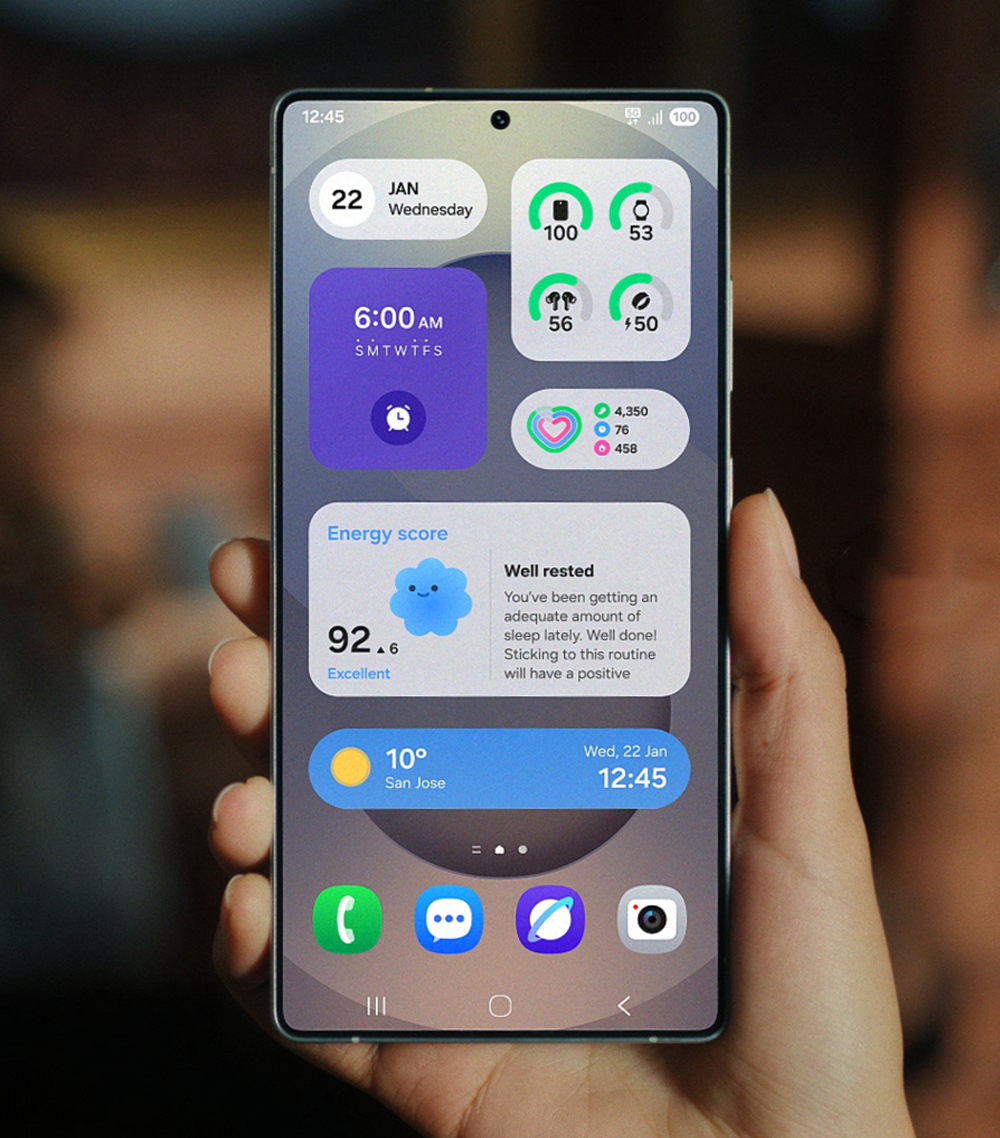 12:45
5G
100
22
JAN
Wednesday
100
53
56
50
6:00 AM
S M T W T F S
4,350
76
458
Energy score
92 ▲ 6
Excellent
Well rested
You've been getting an
adequate amount of
sleep lately. Well done!
Sticking to this routine
will have a positive
10°
San Jose
Wed, 22 Jan
12:45